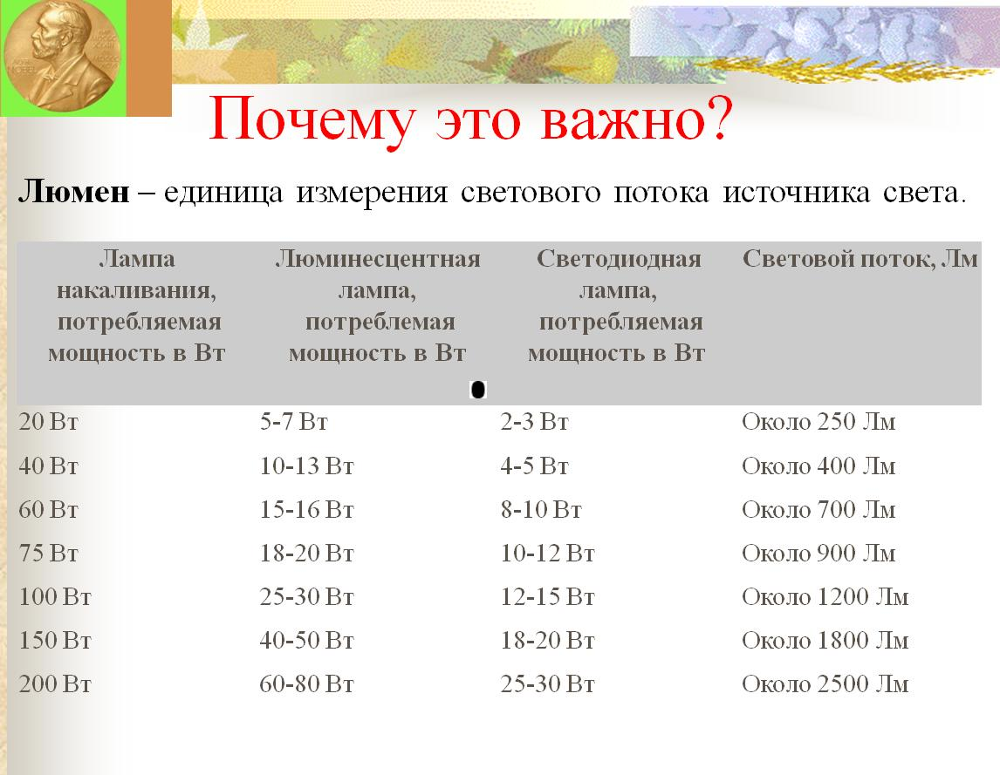 Почему это важно?
Люмен – единица измерения светового потока источника света.
Лампа накаливания, потребляемая мощность в Вт
Люминесцентная лампа, потреблемая мощность в Вт
Светодиодная лампа, потребляемая мощность в Вт
Световой поток, Лм
20 Вт 5-7 Вт 2-3 Вт Около 250 Лм
40 Вт 10-13 Вт 4-5 Вт Около 400 Лм
60 Вт 15-16 Вт 8-10 Вт Около 700 Лм
75 Вт 18-20 Вт 10-12 Вт Около 900 Лм
100 Вт 25-30 Вт 12-15 Вт Около 1200 Лм
150 Вт 40-50 Вт 18-20 Вт Около 1800 Лм
200 Вт 60-80 Вт 25-30 Вт Около 2500 Лм